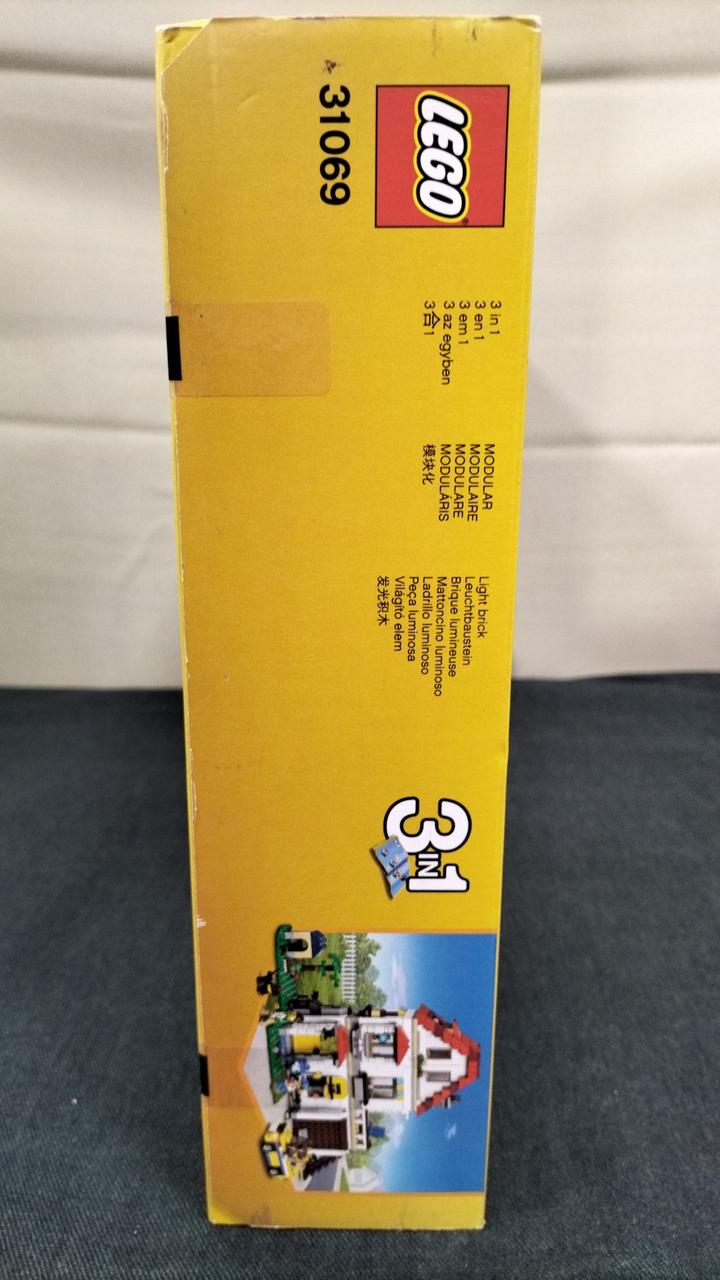 LEGO
31069
3 in 1
3 en 1
3 em 1
3 az egyben
3合1
MODULAR
MODULAIRE
MODULARE
MODULÁRIS
模块化
Light brick
Leuchtbaustein
Brique lumineuse
Mattoncino luminoso
Ladrillo luminoso
Peça luminosa
Világító elem
发光积木
3 IN 1